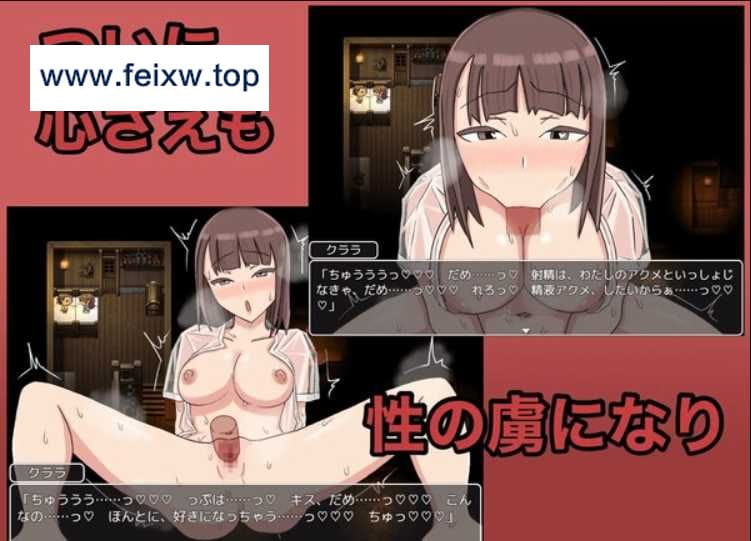 ついに
www.feixw.top
心さえも
クララ
「ちゅうううっ♡♡♡　だめ……っ♡　射精は、わたしのアクメといっしょじ
なきゃ、だめ……っ♡♡♡　れろっ♡　精液アクメ、したいからぁ……っ♡♡
♡」
性の虜になり
クララ
「ちゅううう……っ♡♡♡　っぷは……っ♡　キス、だめ……っ♡♡♡　こん
なの……っ♡　ほんとに、好きになっちゃう……っ♡♡♡　ちゅっ♡♡♡」